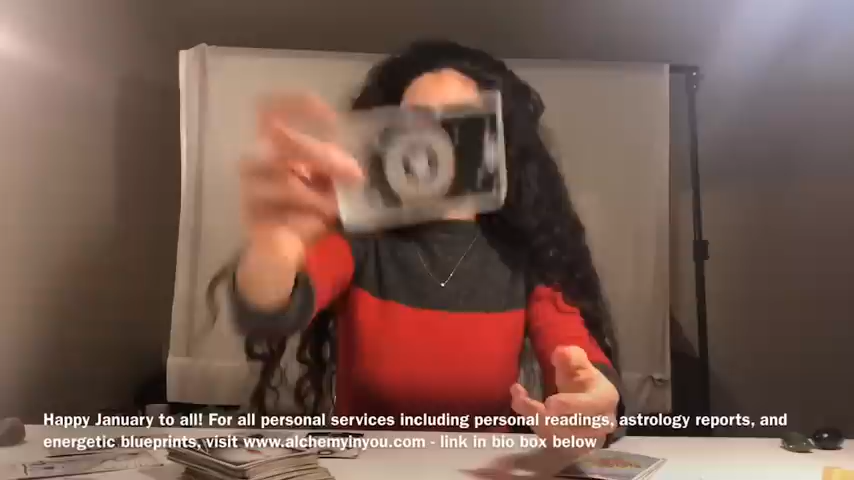 Happy January to all! For all personal services including personal readings, astrology reports, and
energetic blueprints, visit www.alchemyinyou.com - link in bio box below